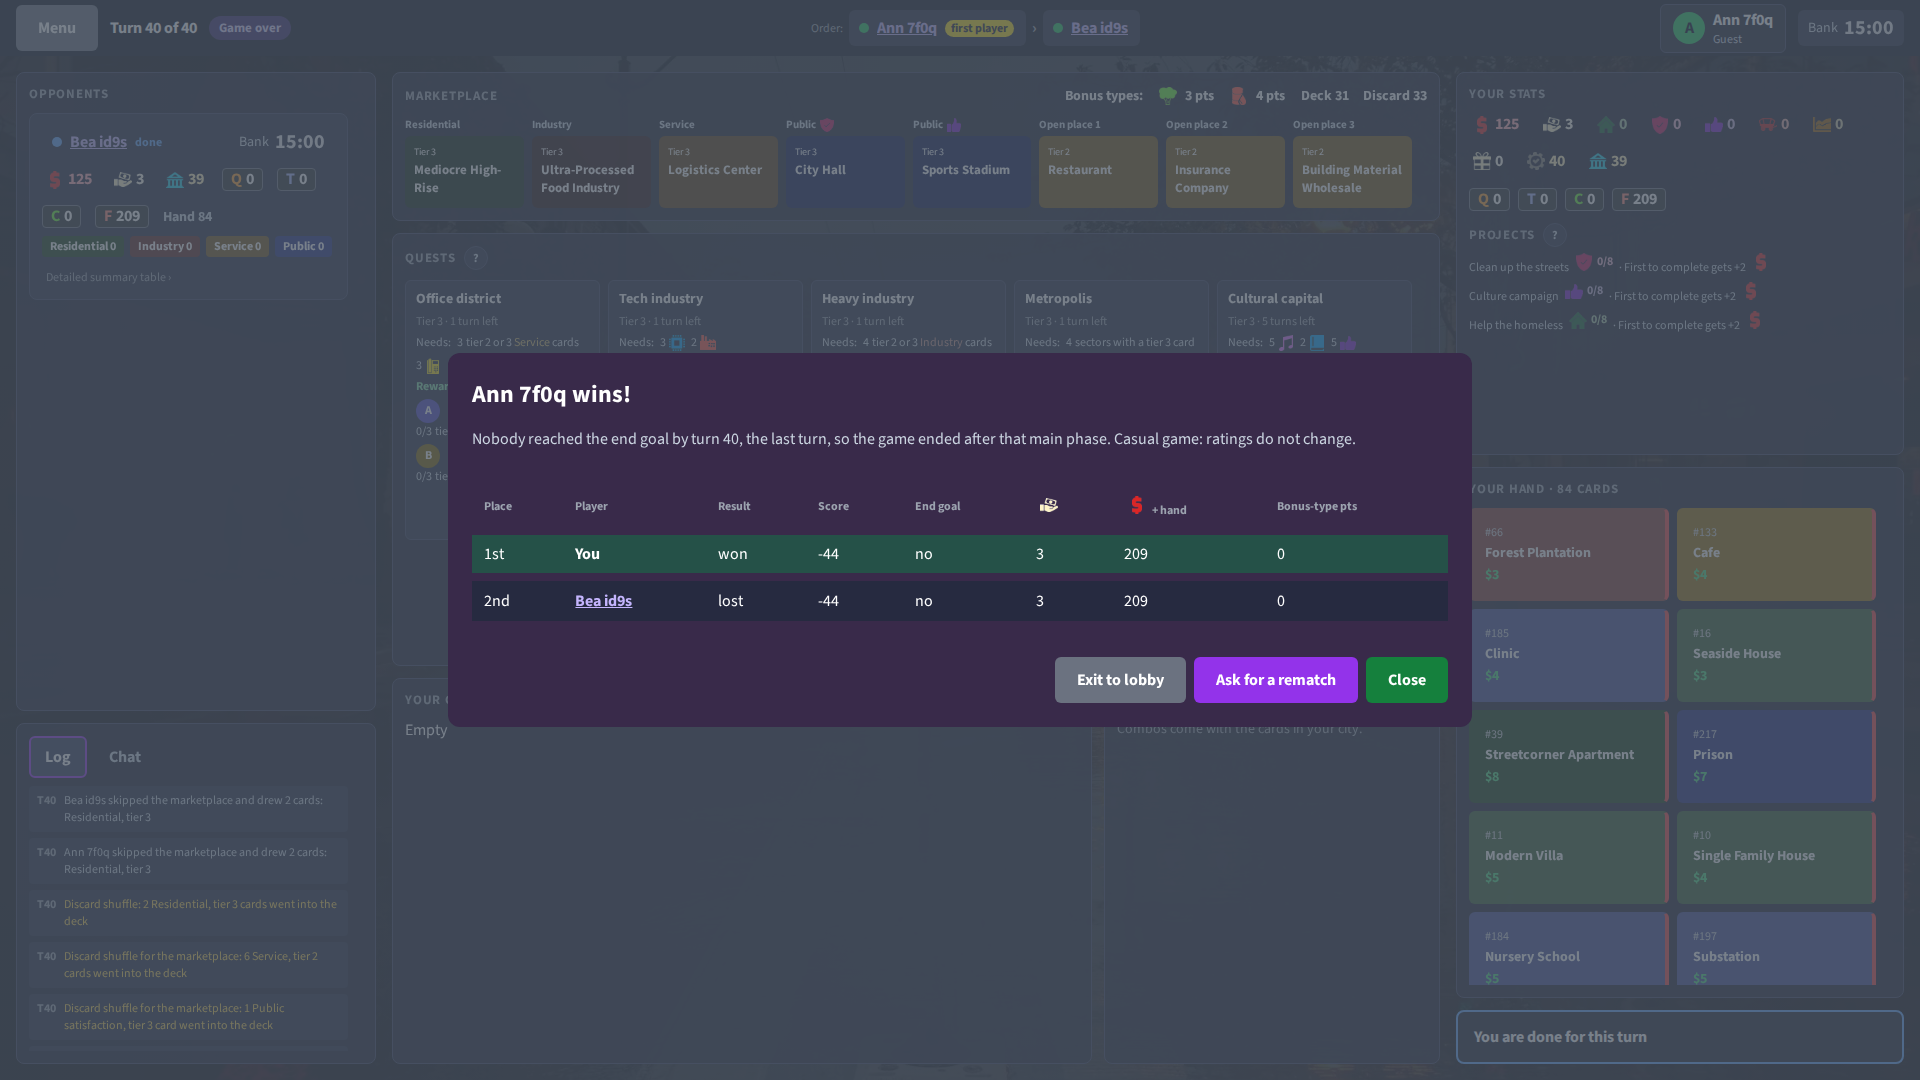 Menu
Turn 40 of 40
Game over
Order:
Ann 7f0q
first player
›
Bea id9s
A
Ann 7f0q
Guest
Bank 15:00
OPPONENTS
Bea id9s done
Bank 15:00
125 3 39 Q 0 T 0
C 0 F 209 Hand 84
Residential 0 Industry 0 Service 0 Public 0
Detailed summary table ›
MARKETPLACE
Bonus types: 3 pts 4 pts Deck 31 Discard 33
Residential Industry Service Public Public Open place 1 Open place 2 Open place 3
Tier 3
Mediocre High-
Rise
Tier 3
Ultra-Processed
Food Industry
Tier 3
Logistics Center
Tier 3
City Hall
Tier 3
Sports Stadium
Tier 2
Restaurant
Tier 2
Insurance
Company
Tier 2
Building Material
Wholesale
QUESTS ?
Office district
Tier 3 · 1 turn left
Needs: 3 tier 2 or 3 Service cards
3
Rewar
A
0/3 tie
B
0/3 tie
Tech industry
Tier 3 · 1 turn left
Needs: 3 2
Heavy industry
Tier 3 · 1 turn left
Needs: 4 tier 2 or 3 Industry cards
Metropolis
Tier 3 · 1 turn left
Needs: 4 sectors with a tier 3 card
Cultural capital
Tier 3 · 5 turns left
Needs: 5 2 5
YOUR STATS
$ 125 3 0 0 0 0 0
0 40 39
Q 0 T 0 C 0 F 209
PROJECTS ?
Clean up the streets 0/8 · First to complete gets +2 $
Culture campaign 0/8 · First to complete gets +2 $
Help the homeless 0/8 · First to complete gets +2 $
Ann 7f0q wins!
Nobody reached the end goal by turn 40, the last turn, so the game ended after that main phase. Casual game: ratings do not change.
Place Player Result Score End goal $ + hand Bonus-type pts
1st You won -44 no 3 209 0
2nd Bea id9s lost -44 no 3 209 0
Exit to lobby
Ask for a rematch
Close
YOUR HAND · 84 CARDS
#66
Forest Plantation
$3
#133
Cafe
$4
#185
Clinic
$4
#16
Seaside House
$3
#39
Streetcorner Apartment
$8
#217
Prison
$7
#11
Modern Villa
$5
#10
Single Family House
$4
#184
Nursery School
$5
#197
Substation
$5
You are done for this turn
YOUR
Empty
Combos come with the cards in your city.
Log
Chat
T40 Bea id9s skipped the marketplace and drew 2 cards:
Residential, tier 3
T40 Ann 7f0q skipped the marketplace and drew 2 cards:
Residential, tier 3
T40 Discard shuffle: 2 Residential, tier 3 cards went into the
deck
T40 Discard shuffle for the marketplace: 6 Service, tier 2
cards went into the deck
T40 Discard shuffle for the marketplace: 1 Public
satisfaction, tier 3 card went into the deck